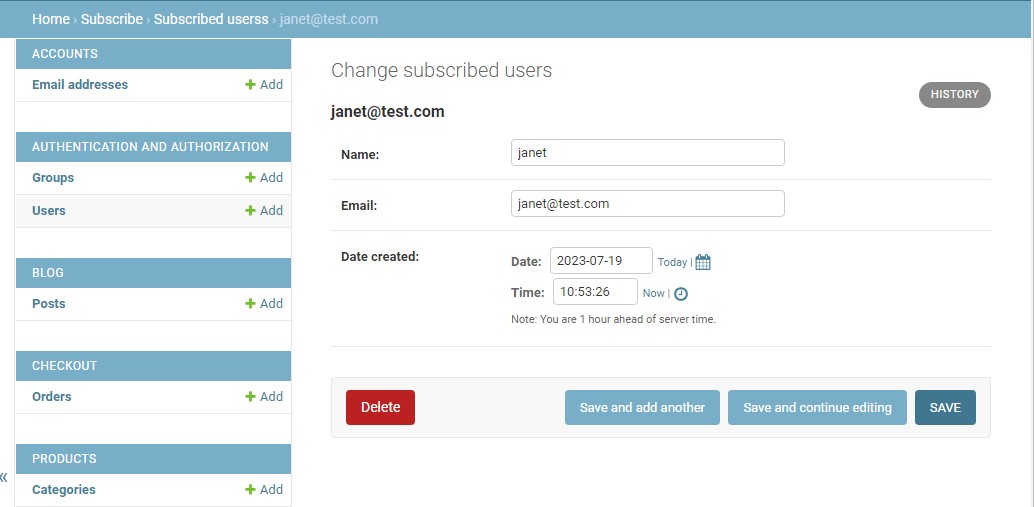 Home › Subscribe › Subscribed userss › janet@test.com
ACCOUNTS
Email addresses + Add
AUTHENTICATION AND AUTHORIZATION
Groups + Add
Users + Add
BLOG
Posts + Add
CHECKOUT
Orders + Add
PRODUCTS
Categories + Add
«
Change subscribed users
HISTORY
janet@test.com
Name: janet
Email: janet@test.com
Date created: Date: 2023-07-19 Today |
Time: 10:53:26 Now |
Note: You are 1 hour ahead of server time.
Delete Save and add another Save and continue editing SAVE